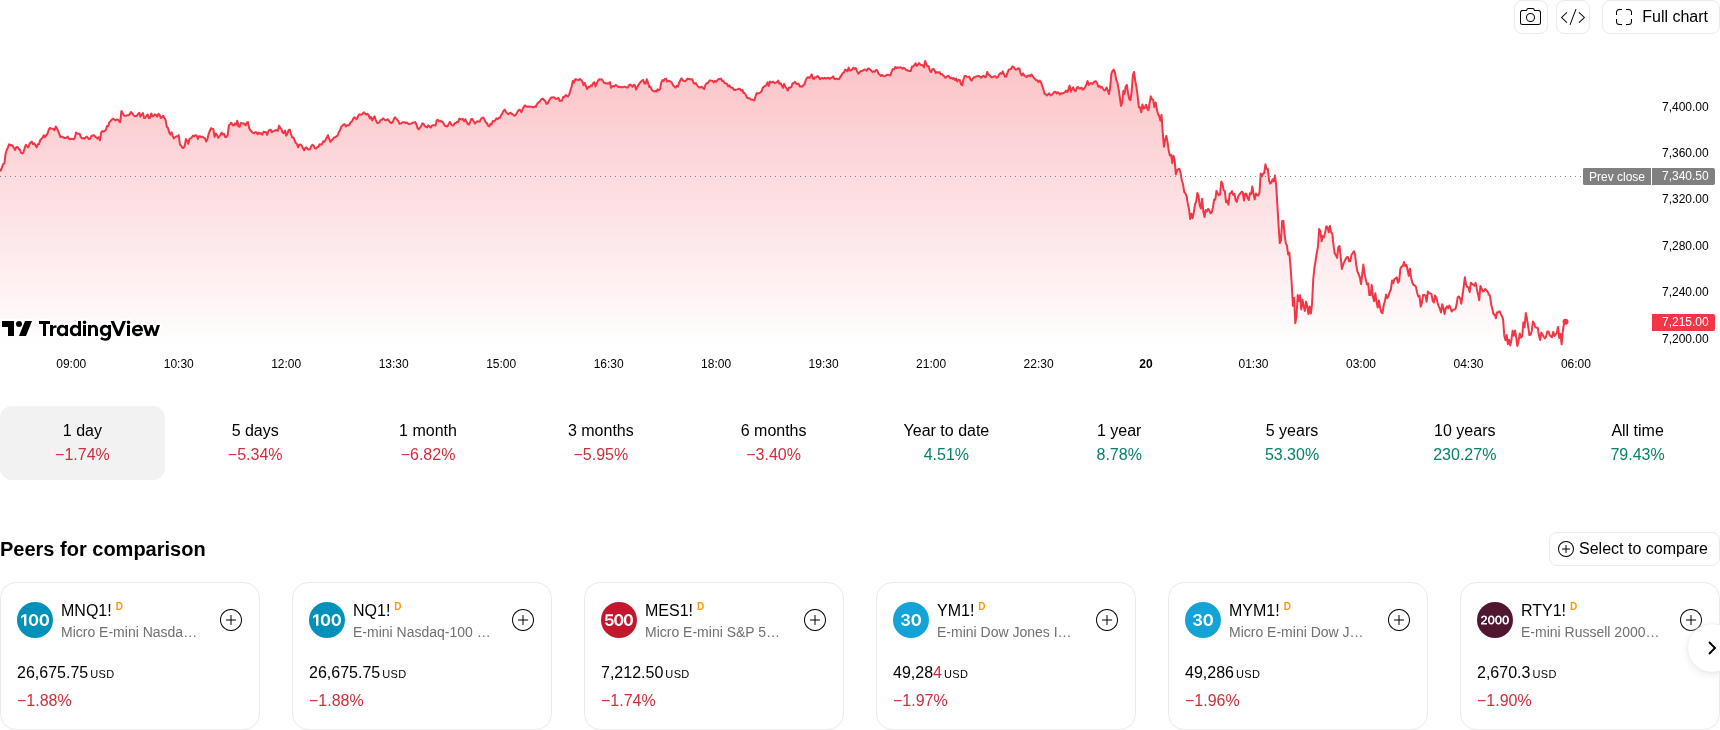 Full chart
7,400.00
7,360.00
Prev close 7,340.50
7,320.00
7,280.00
7,240.00
7,215.00
7,200.00
TradingView
09:00 10:30 12:00 13:30 15:00 16:30 18:00 19:30 21:00 22:30 20 01:30 03:00 04:30 06:00
1 day 5 days 1 month 3 months 6 months Year to date 1 year 5 years 10 years All time
−1.74% −5.34% −6.82% −5.95% −3.40% 4.51% 8.78% 53.30% 230.27% 79.43%
Peers for comparison
Select to compare
100 MNQ1! D
Micro E-mini Nasda…
26,675.75 USD
−1.88%
100 NQ1! D
E-mini Nasdaq-100 …
26,675.75 USD
−1.88%
500 MES1! D
Micro E-mini S&P 5…
7,212.50 USD
−1.74%
30 YM1! D
E-mini Dow Jones I…
49,284 USD
−1.97%
30 MYM1! D
Micro E-mini Dow J…
49,286 USD
−1.96%
2000 RTY1! D
E-mini Russell 2000…
2,670.3 USD
−1.90%